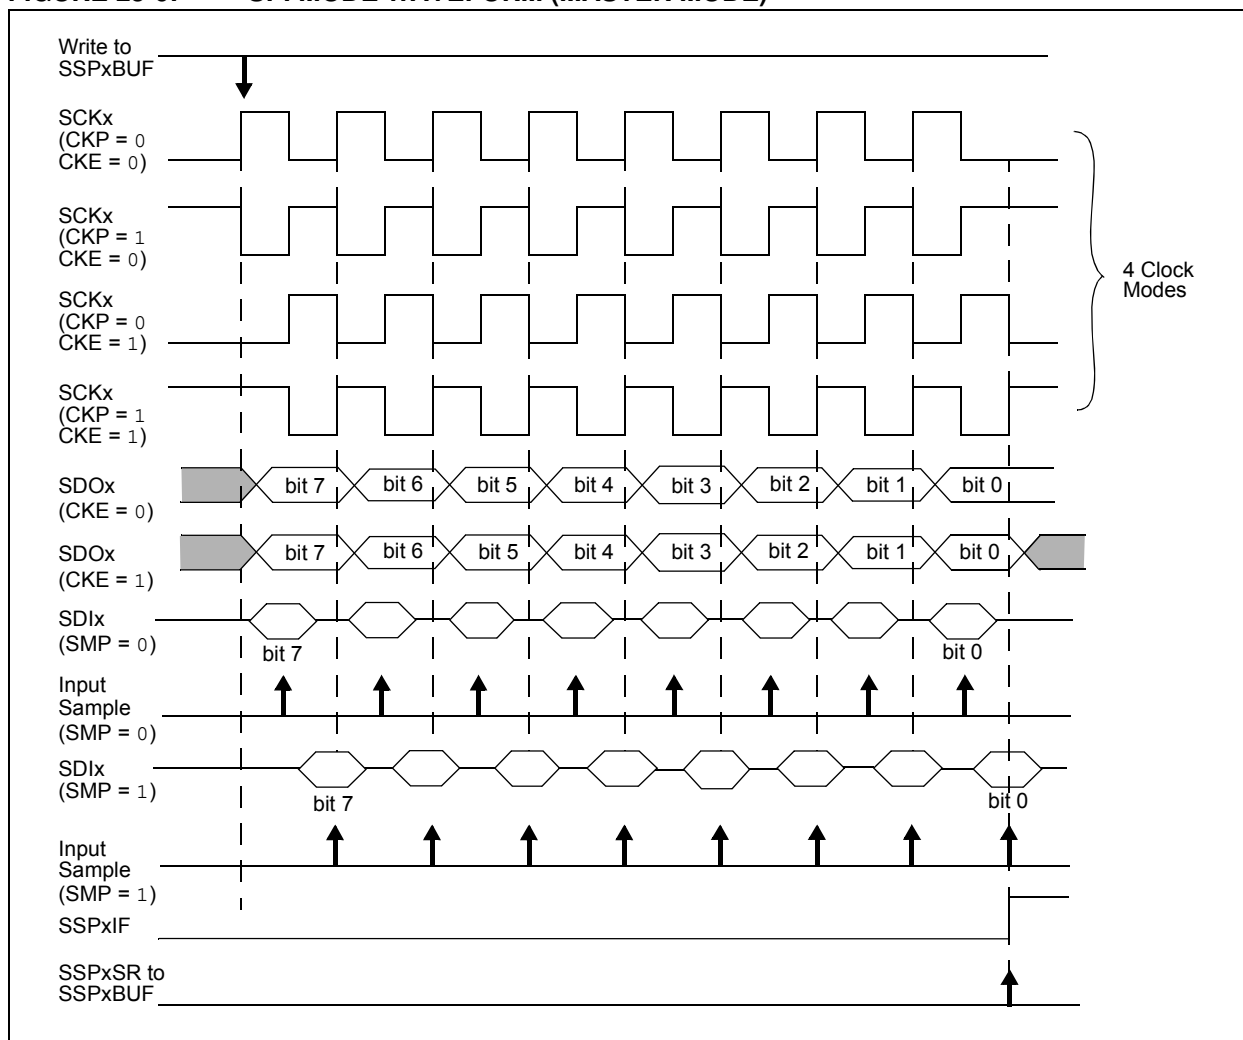 Write to
SSPxBUF
SCKx
(CKP = 0
CKE = 0)
SCKx
(CKP = 1
CKE = 0)
SCKx
(CKP = 0
CKE = 1)
SCKx
(CKP = 1
CKE = 1)
4 Clock
Modes
SDOx
(CKE = 0)
bit 7 bit 6 bit 5 bit 4 bit 3 bit 2 bit 1 bit 0
SDOx
(CKE = 1)
bit 7 bit 6 bit 5 bit 4 bit 3 bit 2 bit 1 bit 0
SDIx
(SMP = 0)
bit 7 bit 0
Input
Sample
(SMP = 0)
SDIx
(SMP = 1)
bit 7 bit 0
Input
Sample
(SMP = 1)
SSPxIF
SSPxSR to
SSPxBUF